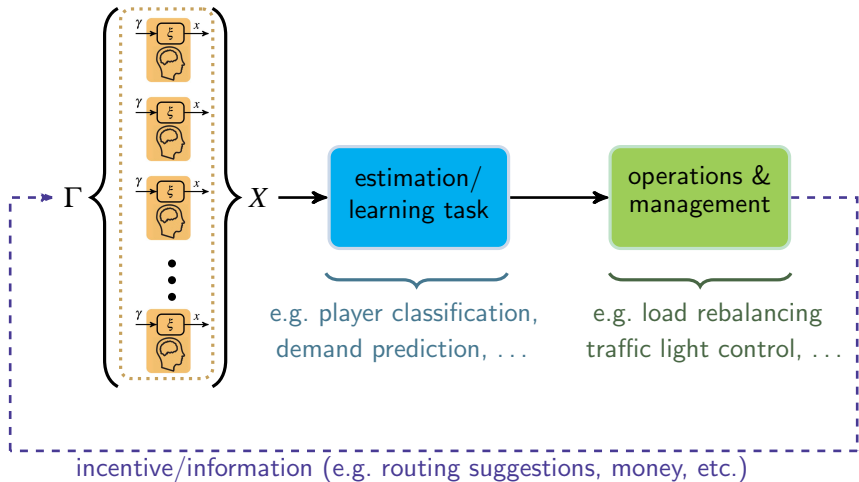 γ ξ x
γ ξ x
γ ξ x
γ ξ x
Γ
X
estimation/
learning task
operations &
management
e.g. player classification,
demand prediction, . . .
e.g. load rebalancing
traffic light control, . . .
incentive/information (e.g. routing suggestions, money, etc.)